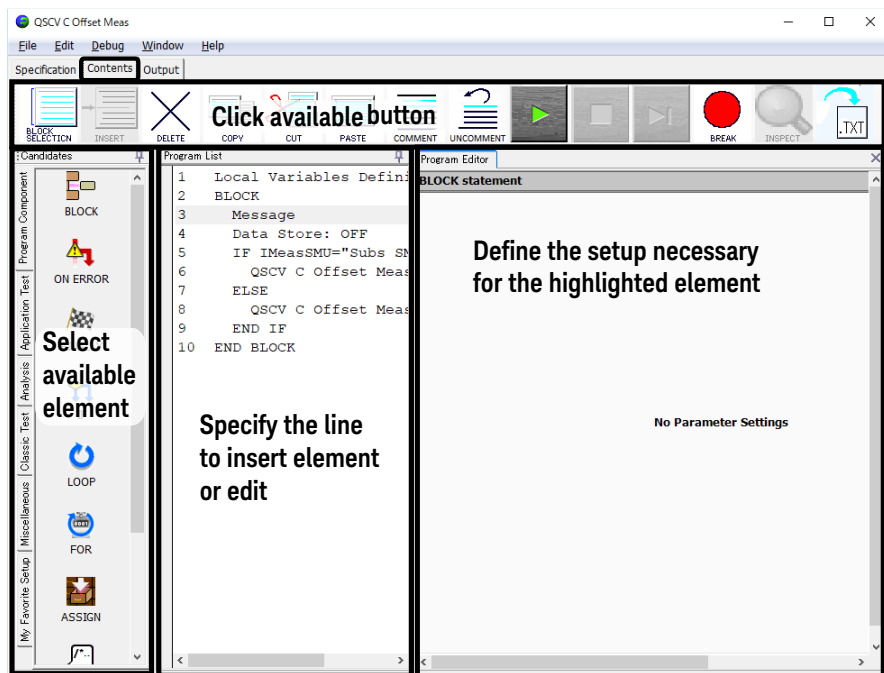 QSCV C Offset Meas
File Edit Debug Window Help
Specification Contents Output
Click available button
BLOCK SELECTION INSERT DELETE COPY CUT PASTE COMMENT UNCOMMENT BREAK INSPECT .TXT
Candidates
Program Component
Application Test
Analysis
Classic Test
Miscellaneous
My Favorite Setup
BLOCK
ON ERROR
Select
available
element
LOOP
FOR
ASSIGN
Program List
1 Local Variables Defini
2 BLOCK
3 Message
4 Data Store: OFF
5 IF IMeasSMU="Subs SM
6 QSCV C Offset Meas
7 ELSE
8 QSCV C Offset Meas
9 END IF
10 END BLOCK
Specify the line
to insert element
or edit
Program Editor
BLOCK statement
Define the setup necessary
for the highlighted element
No Parameter Settings